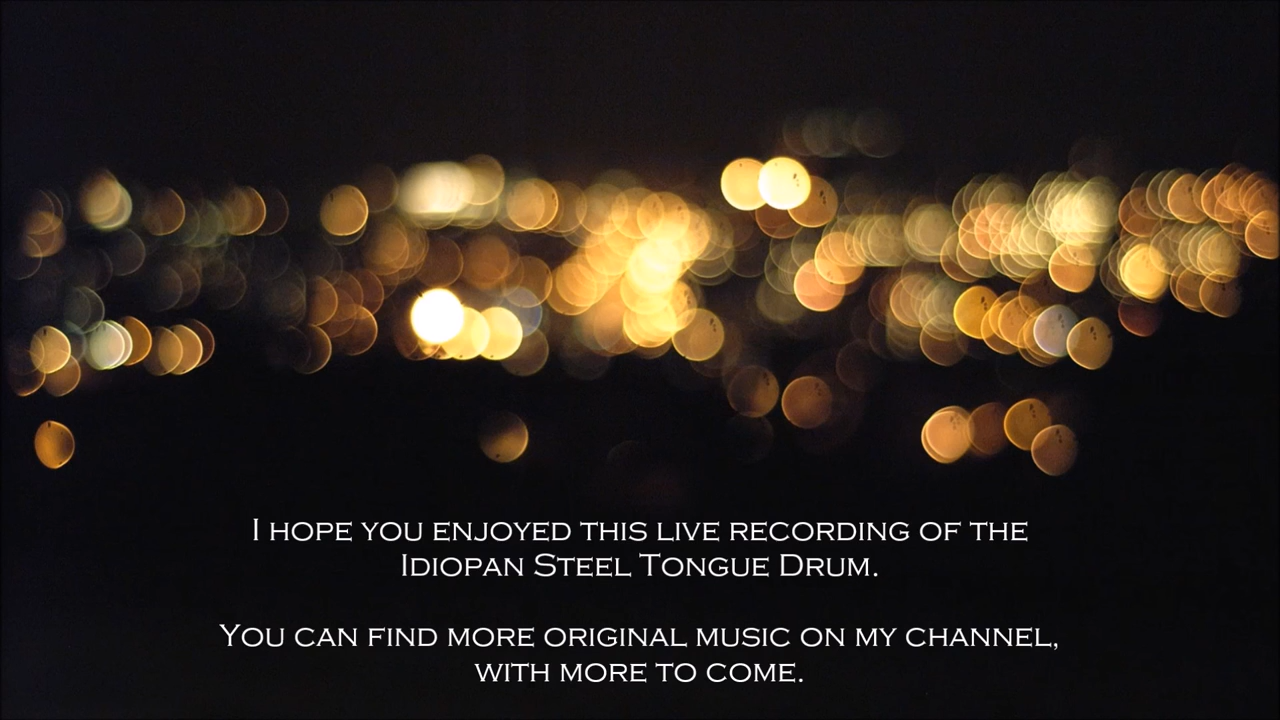 I hope you enjoyed this live recording of the
Idiopan Steel Tongue Drum.
You can find more original music on my channel,
with more to come.